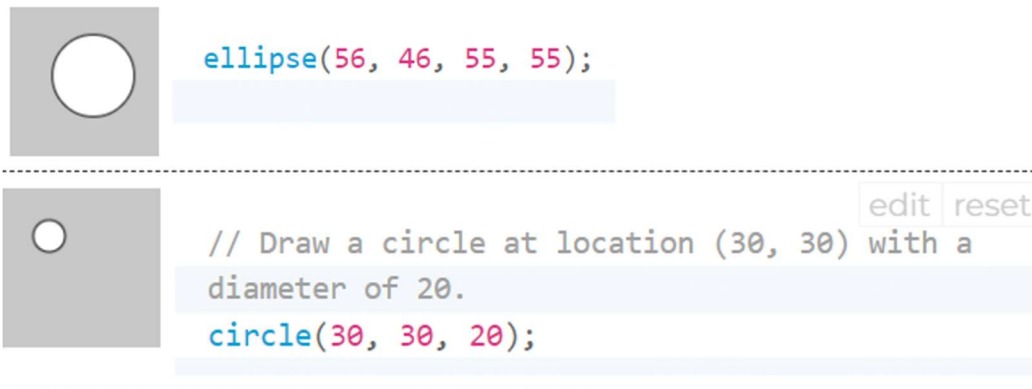 ellipse(56, 46, 55, 55);
edit reset
// Draw a circle at location (30, 30) with a
diameter of 20.
circle(30, 30, 20);